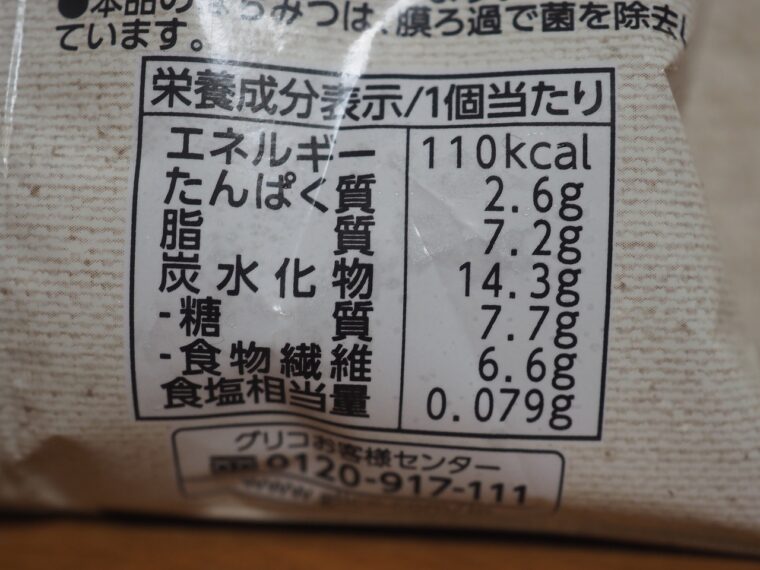 ●本品の
みつは、膜ろ過で菌を除去し
ています。
栄養成分表示/1個当たり
エネルギー 110kcal
たんぱく質 2.6g
脂質 7.2g
炭水化物 14.3g
-糖質 7.7g
-食物繊維 6.6g
食塩相当量 0.079g
グリコお客様センター
0120-917-111